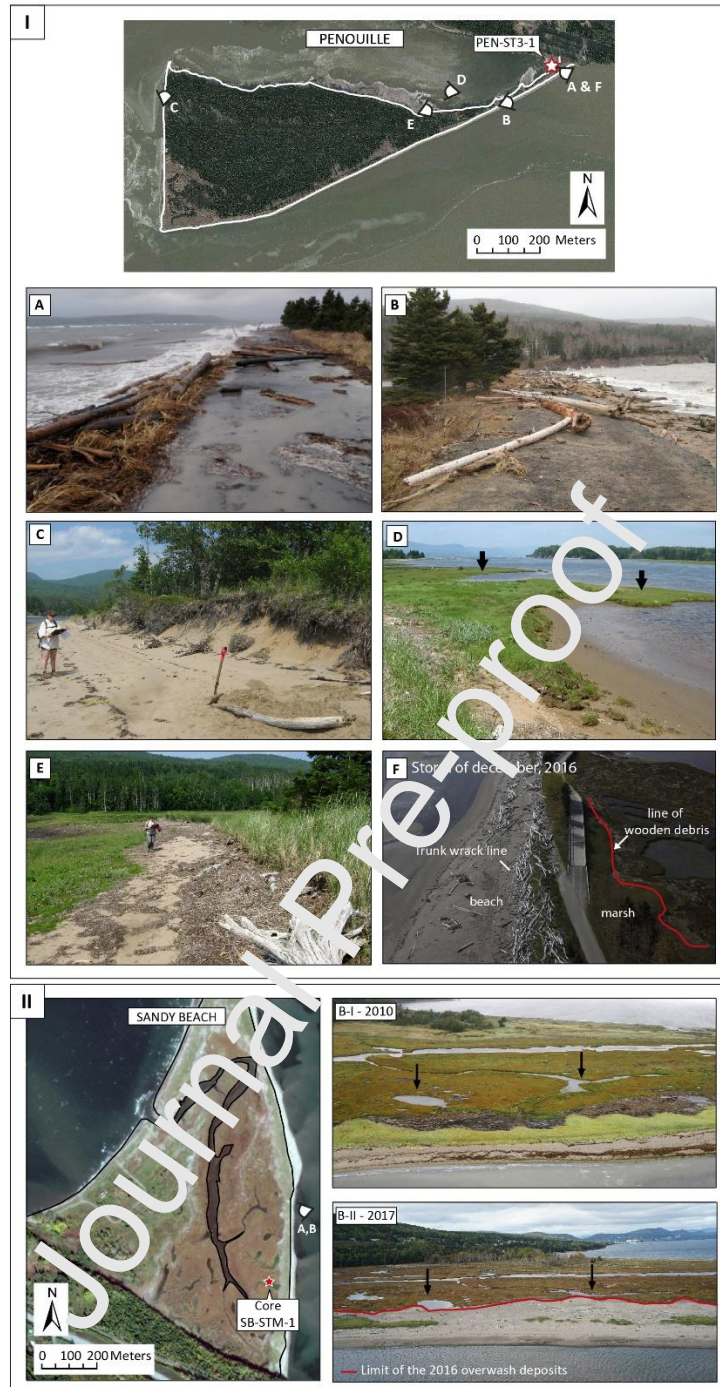 I
PENOUILLE
PEN-ST3-1
A & F
B
C
D
E
N
0 100 200 Meters
A
B
C
D
E
F
Storm of december, 2016
line of
wooden debris
Trunk wrack line
beach
marsh
II
SANDY BEACH
A,B
Core
SB-STM-1
N
0 100 200 Meters
B-I - 2010
B-II - 2017
Limit of the 2016 overwash deposits
Journal Pre-proof